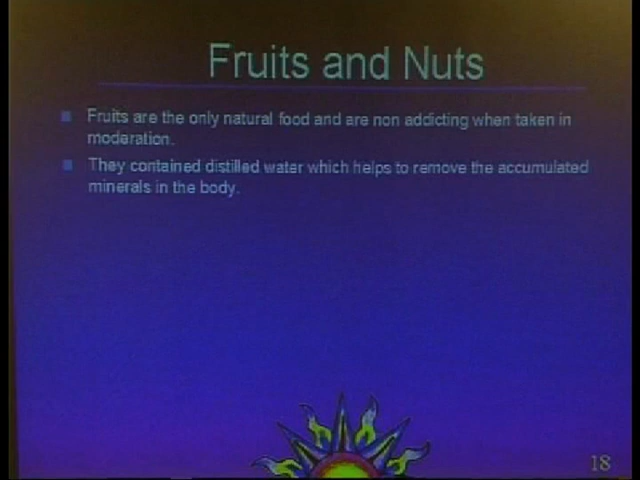 Fruits and Nuts
Fruits are the only natural food and are non addicting when taken in
moderation.
They contained distilled water which helps to remove the accumulated
minerals in the body.
18